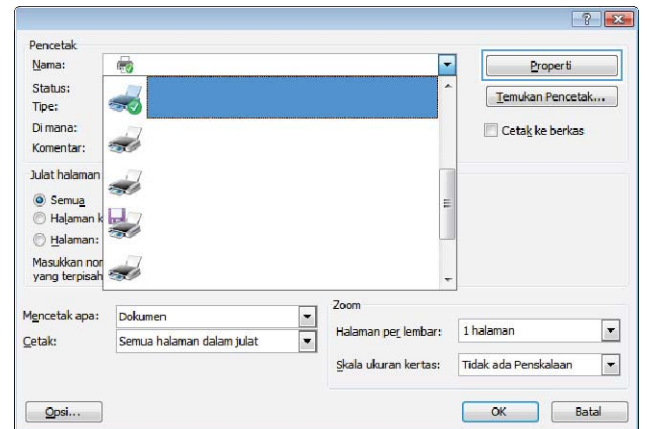 Pencetak
Nama:
Properti
Status:
Temukan Pencetak...
Tipe:
Di mana:
Cetak ke berkas
Komentar:
Julat halaman
Semua
Halaman k
Halaman:
Masukkan nor
yang terpisah
Mencetak apa: Dokumen
Cetak: Semua halaman dalam julat
Zoom
Halaman per lembar: 1 halaman
Skala ukuran kertas: Tidak ada Penskalaan
Opsi...
OK
Batal